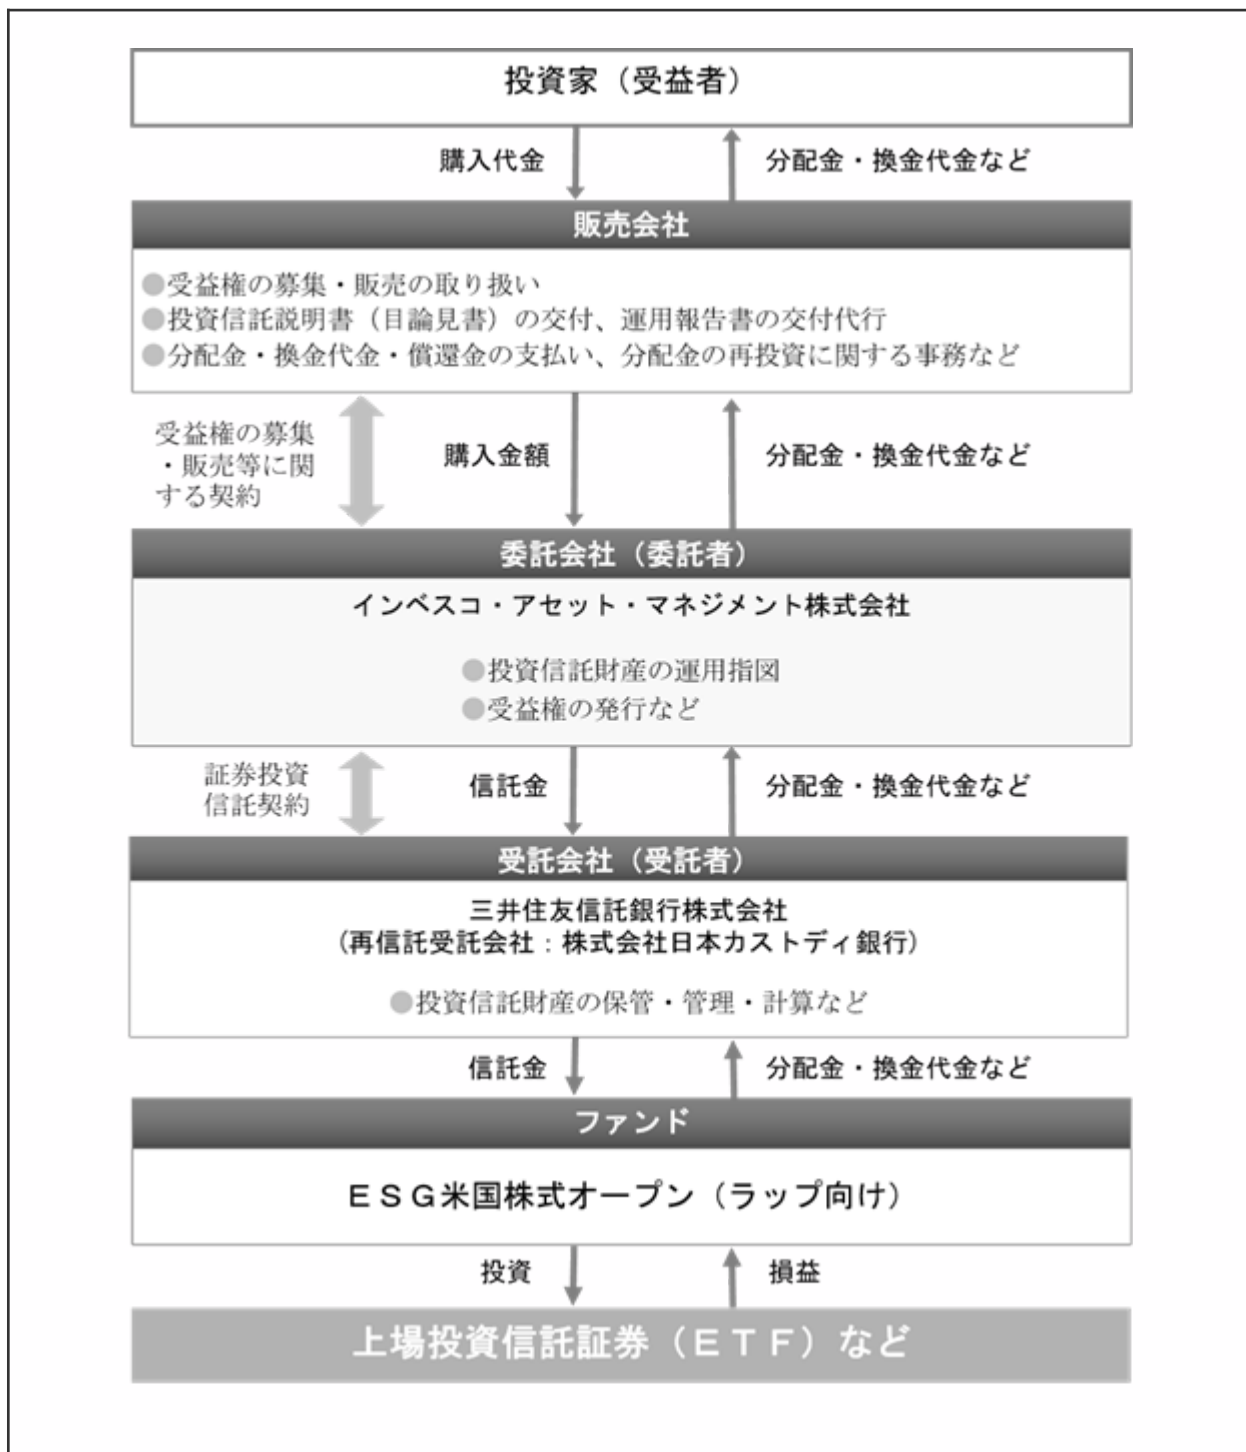 投資家（受益者）
購入代金
分配金・換金代金など
販売会社
●受益権の募集・販売の取り扱い
●投資信託説明書（目論見書）の交付、運用報告書の交付代行
●分配金・換金代金・償還金の支払い、分配金の再投資に関する事務など
受益権の募集
・販売等に関
する契約
購入金額
分配金・換金代金など
委託会社（委託者）
インベスコ・アセット・マネジメント株式会社
●投資信託財産の運用指図
●受益権の発行など
証券投資
信託契約
信託金
分配金・換金代金など
受託会社（受託者）
三井住友信託銀行株式会社
(再信託受託会社：株式会社日本カストディ銀行)
●投資信託財産の保管・管理・計算など
信託金
分配金・換金代金など
ファンド
ＥＳＧ米国株式オープン（ラップ向け）
投資
損益
上場投資信託証券（ＥＴＦ）など